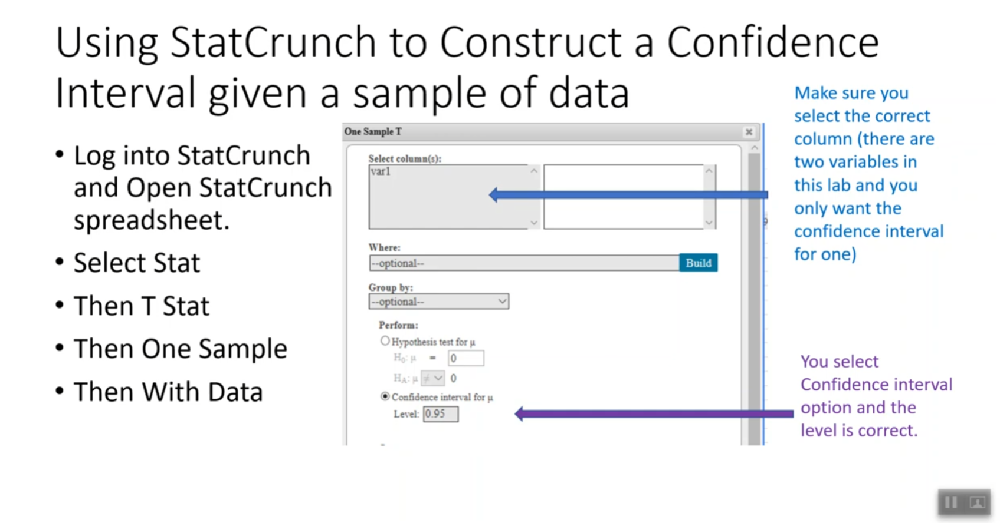 Using StatCrunch to Construct a Confidence
Interval given a sample of data
• Log into StatCrunch
and Open StatCrunch
spreadsheet.
• Select Stat
• Then T Stat
• Then One Sample
• Then With Data
One Sample T
Select column(s):
var1
Where:
--optional--
Build
Group by:
--optional--
Perform:
Hypothesis test for μ
H₀: μ = 0
H_A: μ ≠ 0
Confidence interval for μ
Level: 0.95
Make sure you
select the correct
column (there are
two variables in
this lab and you
only want the
confidence interval
for one)
You select
Confidence interval
option and the
level is correct.